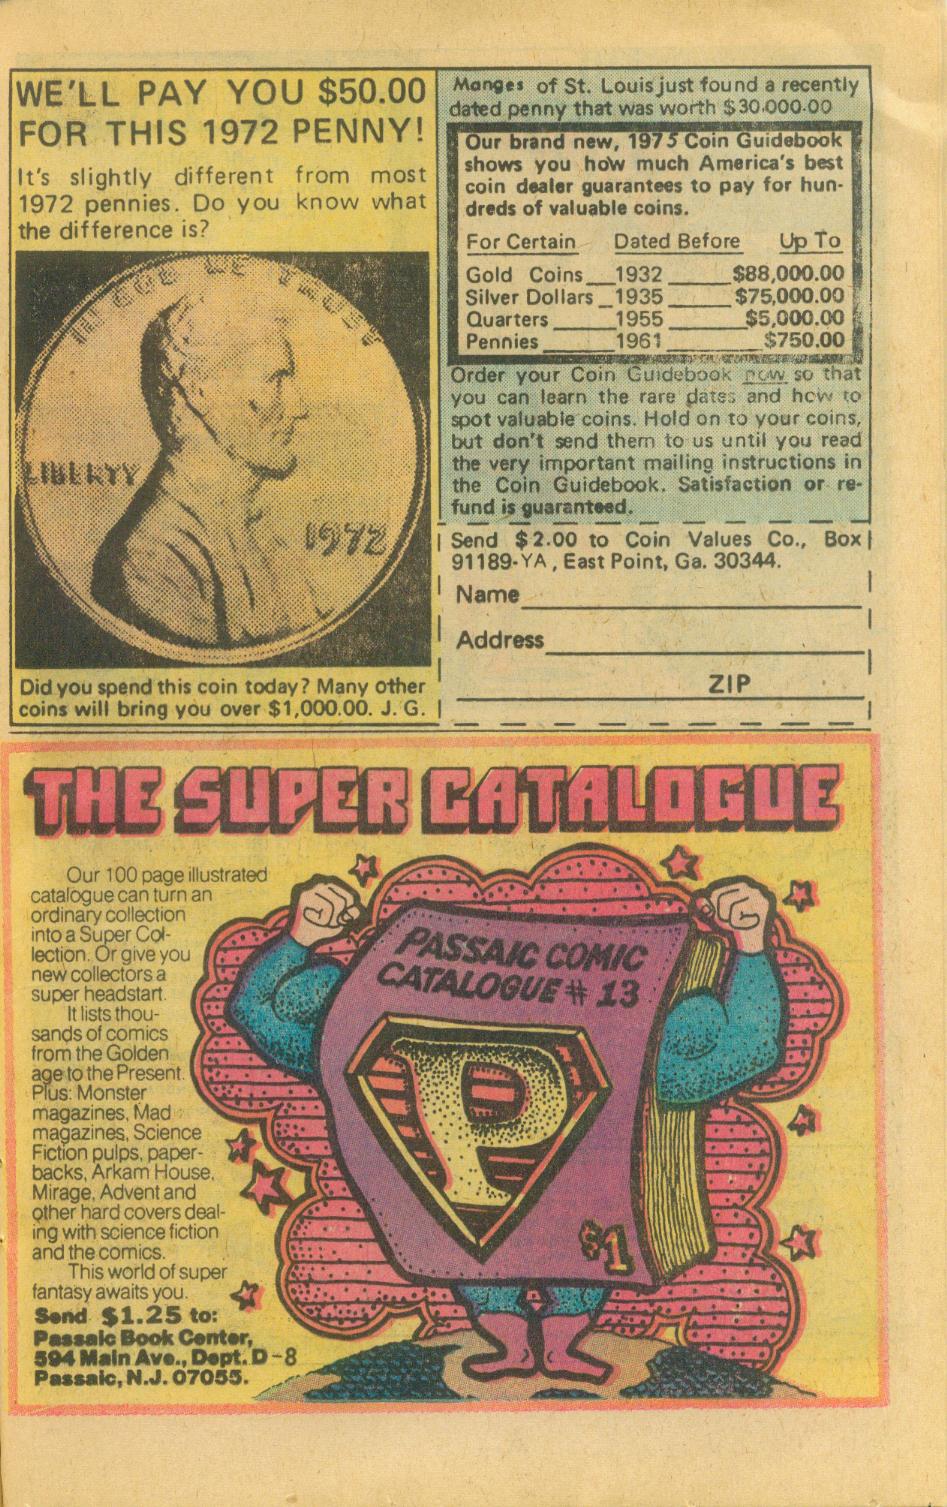 WE'LL PAY YOU $50.00
FOR THIS 1972 PENNY!
It's slightly different from most
1972 pennies. Do you know what
the difference is?
IN GOD WE TRUST
LIBERTY
1972
Did you spend this coin today? Many other
coins will bring you over $1,000.00. J. G.
Manges of St. Louis just found a recently
dated penny that was worth $30.000.00
Our brand new, 1975 Coin Guidebook
shows you how much America's best
coin dealer guarantees to pay for hun-
dreds of valuable coins.
For Certain Dated Before Up To
Gold Coins 1932 $88,000.00
Silver Dollars 1935 $75,000.00
Quarters 1955 $5,000.00
Pennies 1961 $750.00
Order your Coin Guidebook now so that
you can learn the rare dates and how to
spot valuable coins. Hold on to your coins,
but don't send them to us until you read
the very important mailing instructions in
the Coin Guidebook. Satisfaction or re-
fund is guaranteed.
Send $2.00 to Coin Values Co., Box
91189-YA, East Point, Ga. 30344.
Name
Address
ZIP
THE SUPER CATALOGUE
Our 100 page illustrated
catalogue can turn an
ordinary collection
into a Super Col-
lection. Or give you
new collectors a
super headstart.
It lists thou-
sands of comics
from the Golden
age to the Present.
Plus: Monster
magazines, Mad
magazines, Science
Fiction pulps, paper-
backs, Arkam House,
Mirage, Advent and
other hard covers deal-
ing with science fiction
and the comics.
This world of super
fantasy awaits you.
Send $1.25 to:
Passaic Book Center,
594 Main Ave., Dept. D-8
Passaic, N.J. 07055.
PASSAIC COMIC
CATALOGUE # 13
P
$1